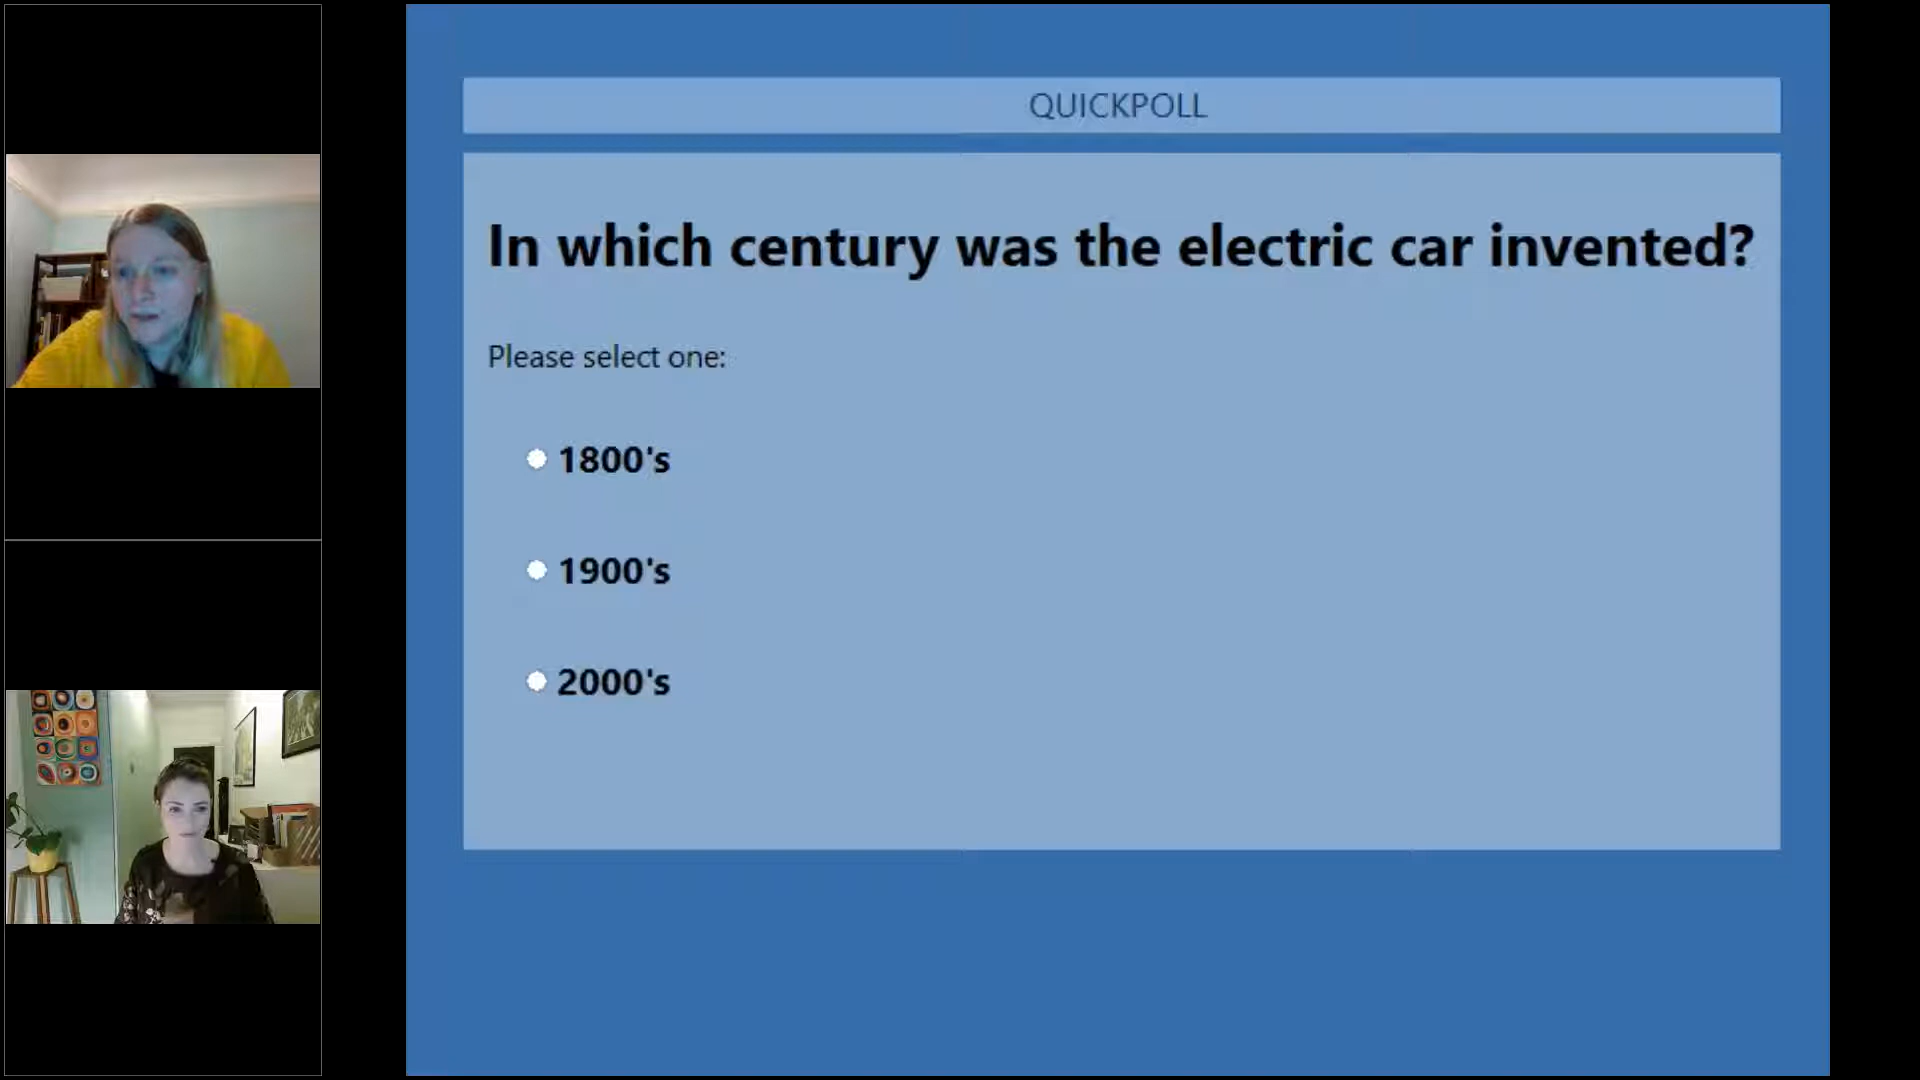 QUICKPOLL
In which century was the electric car invented?
Please select one:
1800's
1900's
2000's